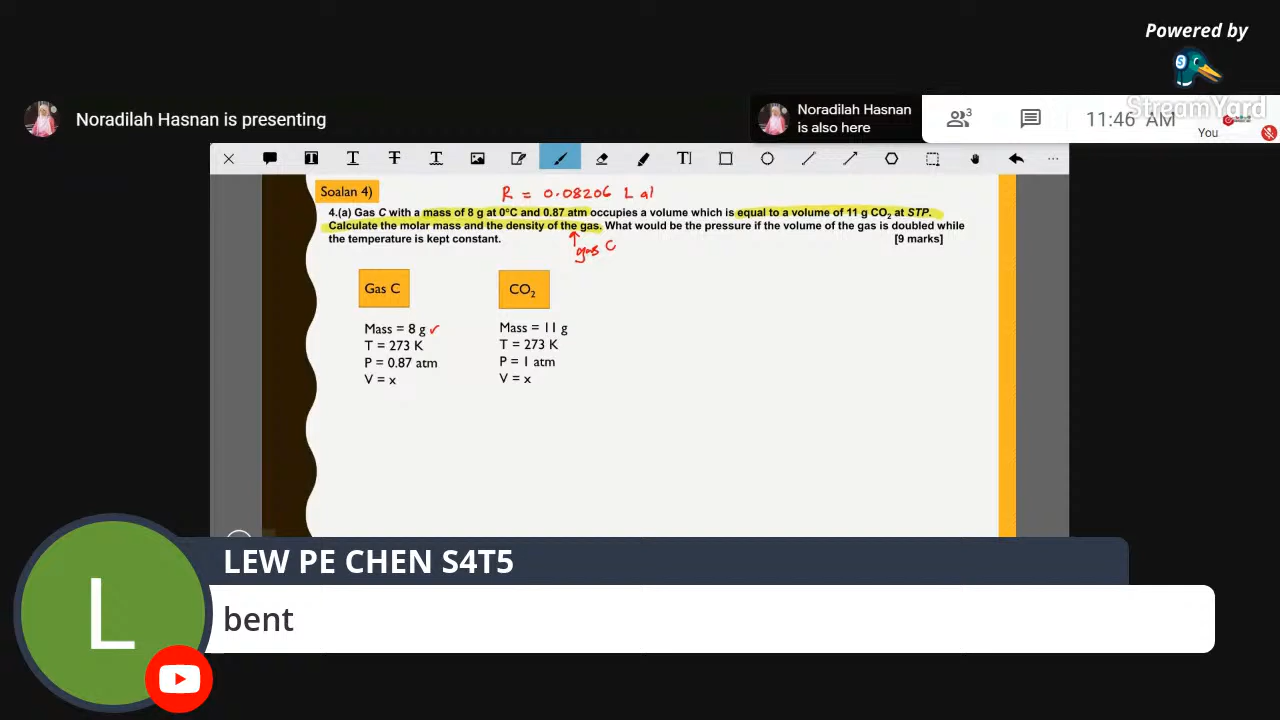 Powered by
S
StreamYard
Noradilah Hasnan is presenting
Noradilah Hasnan
is also here
3
11:46 AM
You
T T T T T|
Soalan 4)
R = 0.08206 L at
4.(a) Gas C with a mass of 8 g at 0°C and 0.87 atm occupies a volume which is equal to a volume of 11 g CO₂ at STP.
Calculate the molar mass and the density of the gas. What would be the pressure if the volume of the gas is doubled while
the temperature is kept constant. [9 marks]
gas C
Gas C
CO₂
Mass = 8 g ✓
T = 273 K
P = 0.87 atm
V = x
Mass = 11 g
T = 273 K
P = 1 atm
V = x
L
LEW PE CHEN S4T5
bent